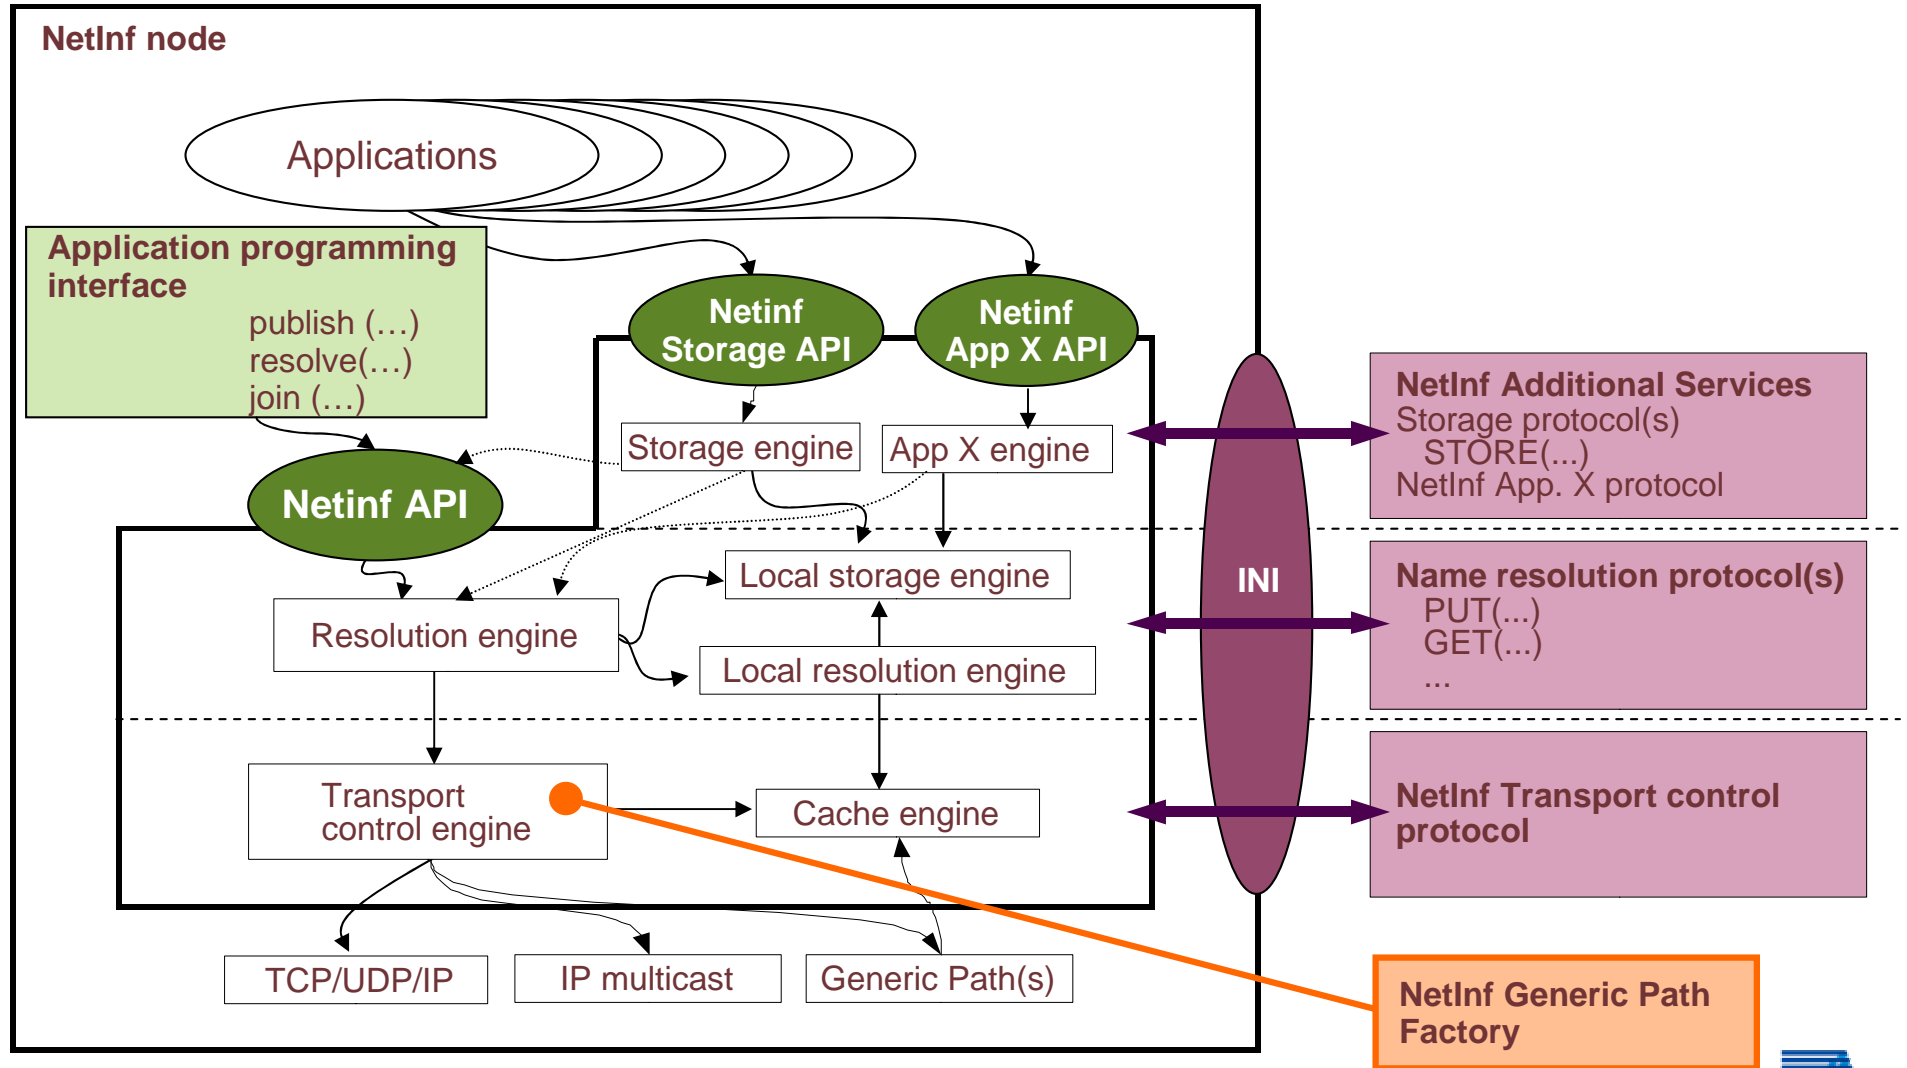 NetInf node
Applications
Application programming
interface
publish (…)
resolve(…)
join (…)
Netinf
Storage API
Netinf
App X API
Storage engine
App X engine
Netinf API
Local storage engine
Resolution engine
Local resolution engine
Transport
control engine
Cache engine
TCP/UDP/IP
IP multicast
Generic Path(s)
INI
NetInf Additional Services
Storage protocol(s)
STORE(...)
NetInf App. X protocol
Name resolution protocol(s)
PUT(...)
GET(...)
...
NetInf Transport control
protocol
NetInf Generic Path
Factory